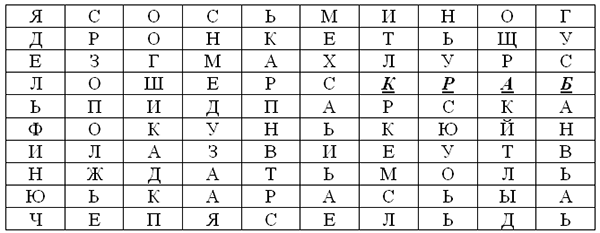 Я С О С Ь М И Н О Г
Д Р О Н К Е Т Ь Щ У
Е З Г М А Х Л У Р С
Л О Ш Е Р С К Р А Б
Ь П И Д П А Р С К А
Ф О К У Н Ь К Ю Й Н
И Л А З В И Е У Т В
Н Ж Д А Т Ь М О Л Ь
Ю Ь К А Р А С Ь Ы А
Ч Е П Я С Е Л Ь Д Ь